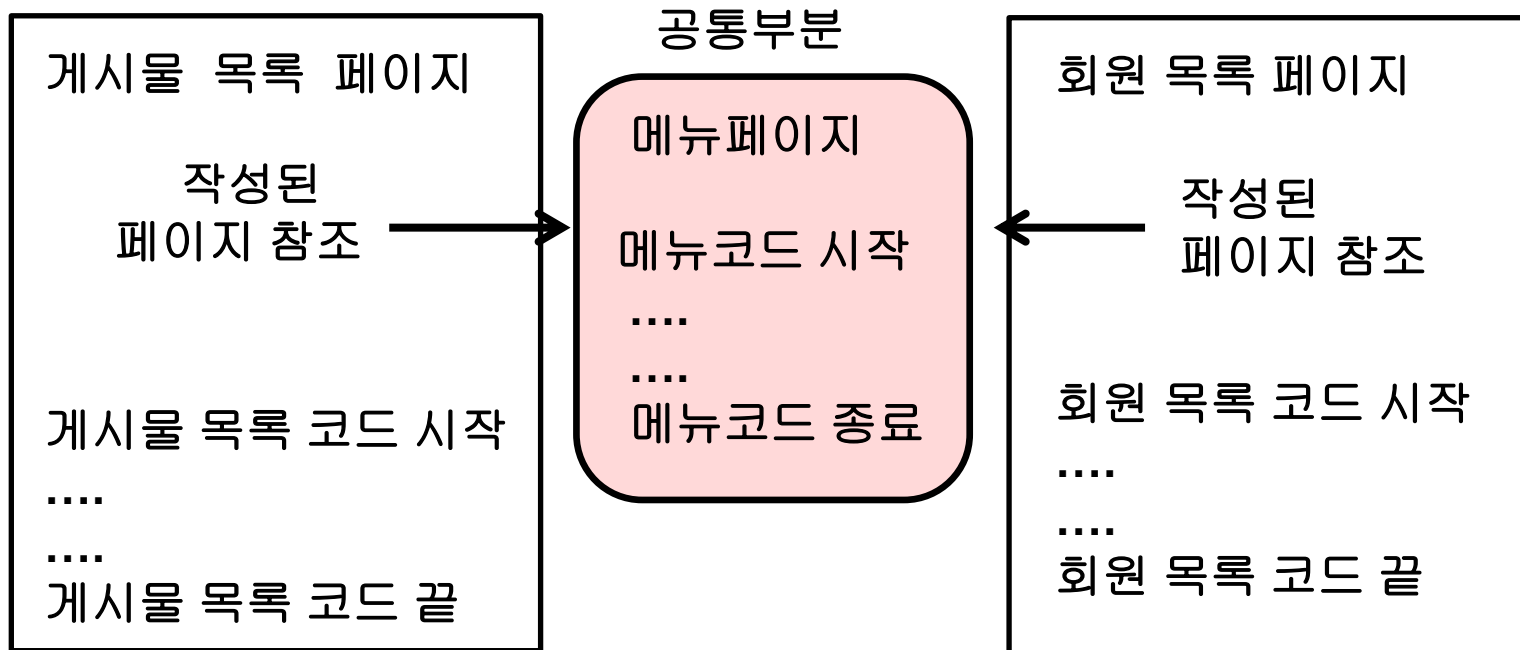 게시물 목록 페이지
작성된
페이지 참조
게시물 목록 코드 시작
....
....
게시물 목록 코드 끝
공통부분
메뉴페이지
메뉴코드 시작
....
....
메뉴코드 종료
회원 목록 페이지
작성된
페이지 참조
회원 목록 코드 시작
....
....
회원 목록 코드 끝